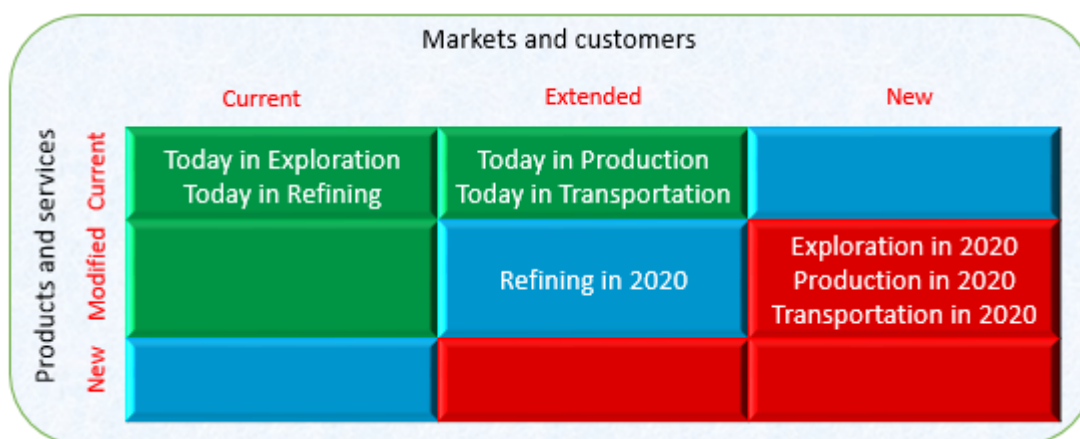 Markets and customers
Current
Extended
New
Products and services
Current
Today in Exploration
Today in Refining
Today in Production
Today in Transportation
Modified
Refining in 2020
Exploration in 2020
Production in 2020
Transportation in 2020
New